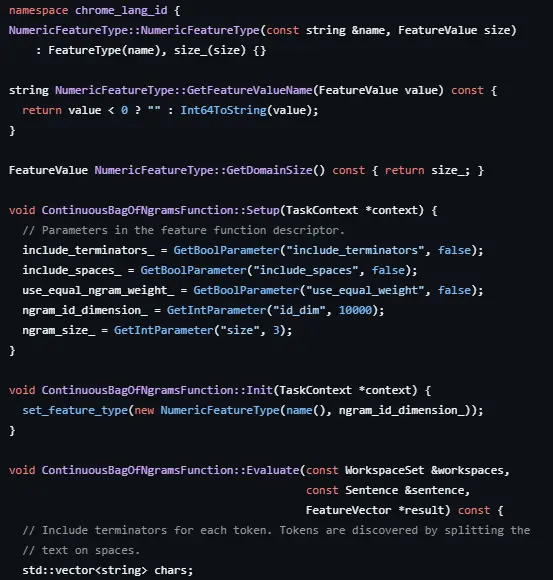 namespace chrome_lang_id {
NumericFeatureType::NumericFeatureType(const string &name, FeatureValue size)
    : FeatureType(name), size_(size) {}

string NumericFeatureType::GetFeatureValueName(FeatureValue value) const {
  return value < 0 ? "" : Int64ToString(value);
}

FeatureValue NumericFeatureType::GetDomainSize() const { return size_; }

void ContinuousBagOfNgramsFunction::Setup(TaskContext *context) {
  // Parameters in the feature function descriptor.
  include_terminators_ = GetBoolParameter("include_terminators", false);
  include_spaces_ = GetBoolParameter("include_spaces", false);
  use_equal_ngram_weight_ = GetBoolParameter("use_equal_weight", false);
  ngram_id_dimension_ = GetIntParameter("id_dim", 10000);
  ngram_size_ = GetIntParameter("size", 3);
}

void ContinuousBagOfNgramsFunction::Init(TaskContext *context) {
  set_feature_type(new NumericFeatureType(name(), ngram_id_dimension_));
}

void ContinuousBagOfNgramsFunction::Evaluate(const WorkspaceSet &workspaces,
                                             const Sentence &sentence,
                                             FeatureVector *result) const {
  // Include terminators for each token. Tokens are discovered by splitting the
  // text on spaces.
  std::vector<string> chars;